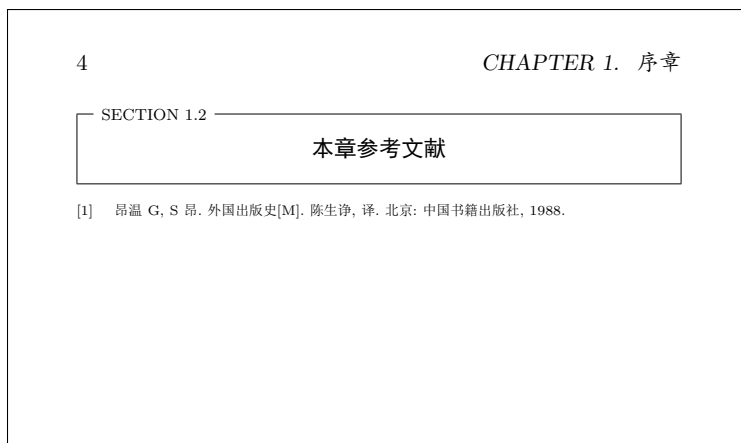 4 CHAPTER 1. 序章
SECTION 1.2
本章参考文献
[1] 昂温 G, S 昂. 外国出版史[M]. 陈生诤, 译. 北京: 中国书籍出版社, 1988.